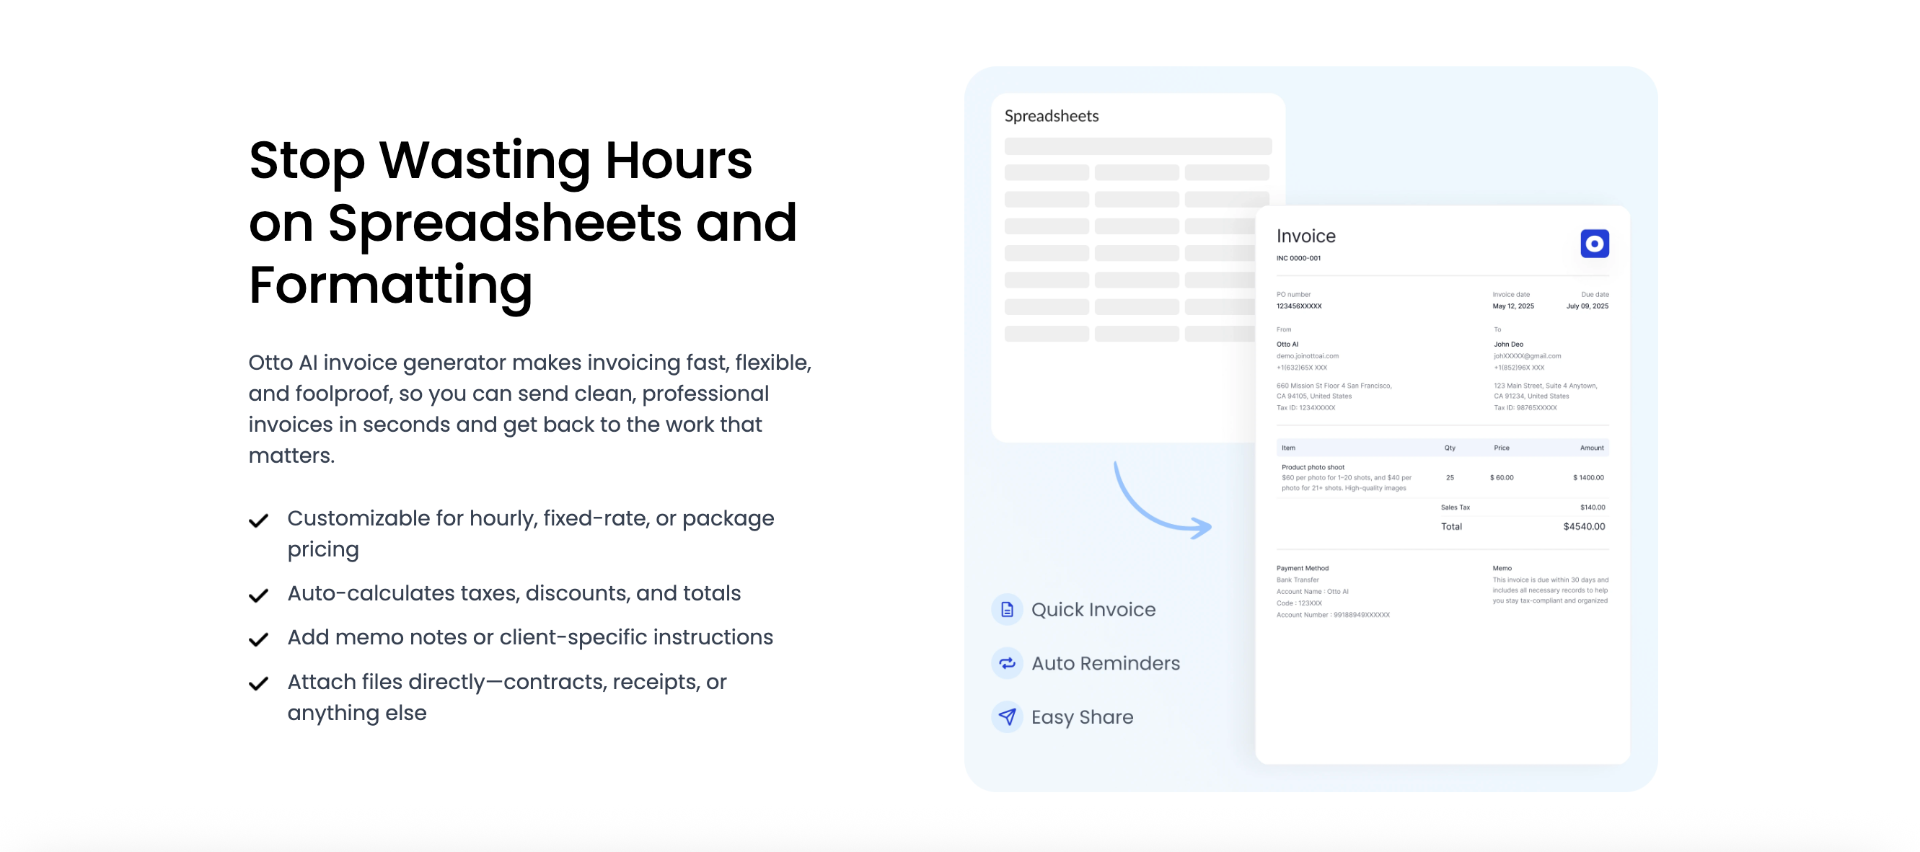 Stop Wasting Hours
on Spreadsheets and
Formatting
Otto AI invoice generator makes invoicing fast, flexible,
and foolproof, so you can send clean, professional
invoices in seconds and get back to the work that
matters.
Customizable for hourly, fixed-rate, or package
pricing
Auto-calculates taxes, discounts, and totals
Add memo notes or client-specific instructions
Attach files directly—contracts, receipts, or
anything else
Spreadsheets
Quick Invoice
Auto Reminders
Easy Share
Invoice
INC 0000-001
PO number Invoice date Due date
123456XXXXX May 12, 2025 July 09, 2025
From To
Otto AI John Deo
demo.joinottoai.com johXXXXX@gmail.com
+1(632)65X XXX +1(852)96X XXX
660 Mission St Floor 4 San Francisco, 123 Main Street, Suite 4 Anytown,
CA 94105, United States CA 91234, United States
Tax ID: 1234XXXXX Tax ID: 98765XXXXX
Item Qty Price Amount
Product photo shoot
$60 per photo for 1–20 shots, and $40 per 25 $ 60.00 $ 1400.00
photo for 21+ shots. High-quality images
Sales Tax $140.00
Total $4540.00
Payment Method Memo
Bank Transfer This invoice is due within 30 days and
Account Name : Otto AI includes all necessary records to help
Code : 123XXX you stay tax-compliant and organized
Account Number : 99188949XXXXXX